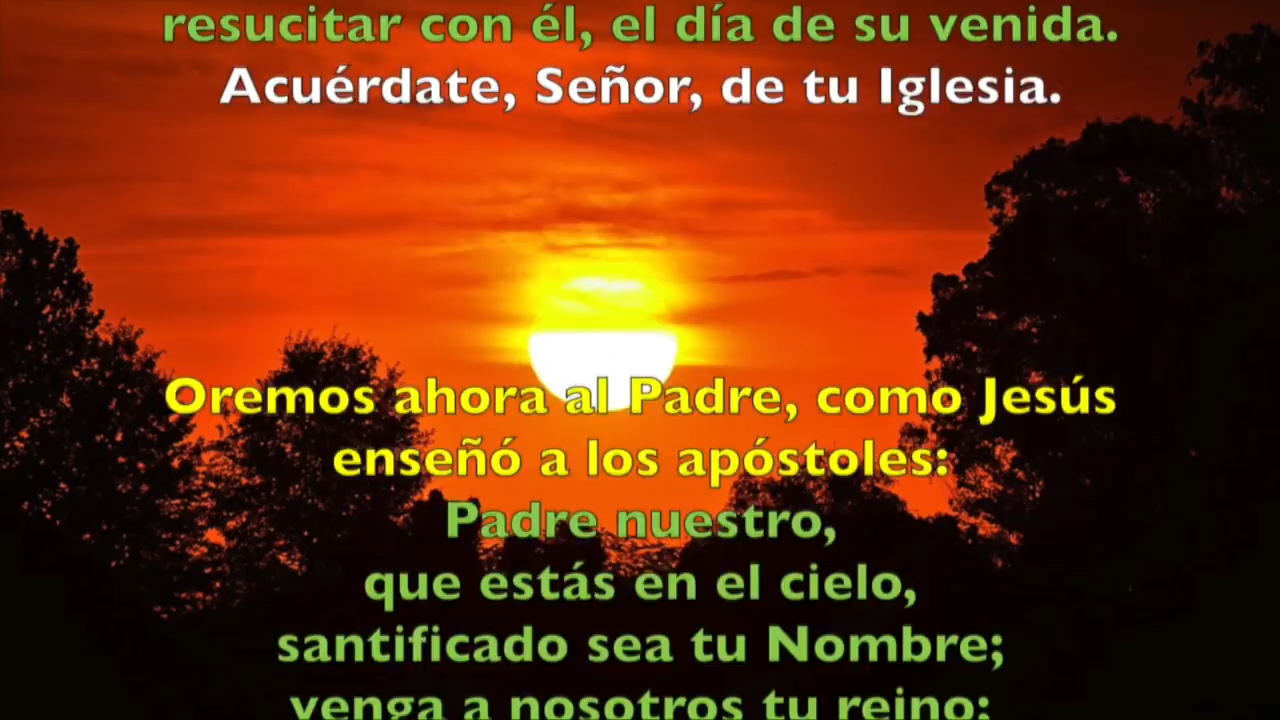 resucitar con él, el día de su venida.
Acuérdate, Señor, de tu Iglesia.
Oremos ahora al Padre, como Jesús
enseñó a los apóstoles:
Padre nuestro,
que estás en el cielo,
santificado sea tu Nombre;
venga a nosotros tu reino;